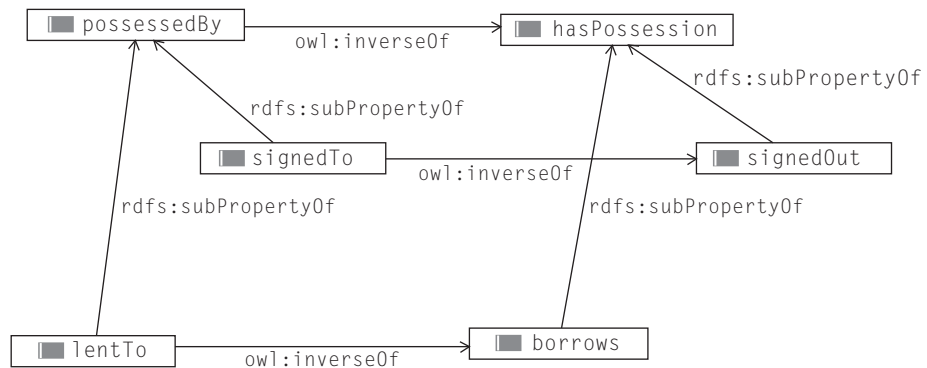 possessedBy
owl:inverseOf
hasPossession
rdfs:subPropertyOf
rdfs:subPropertyOf
signedTo
owl:inverseOf
signedOut
rdfs:subPropertyOf
rdfs:subPropertyOf
lentTo
owl:inverseOf
borrows